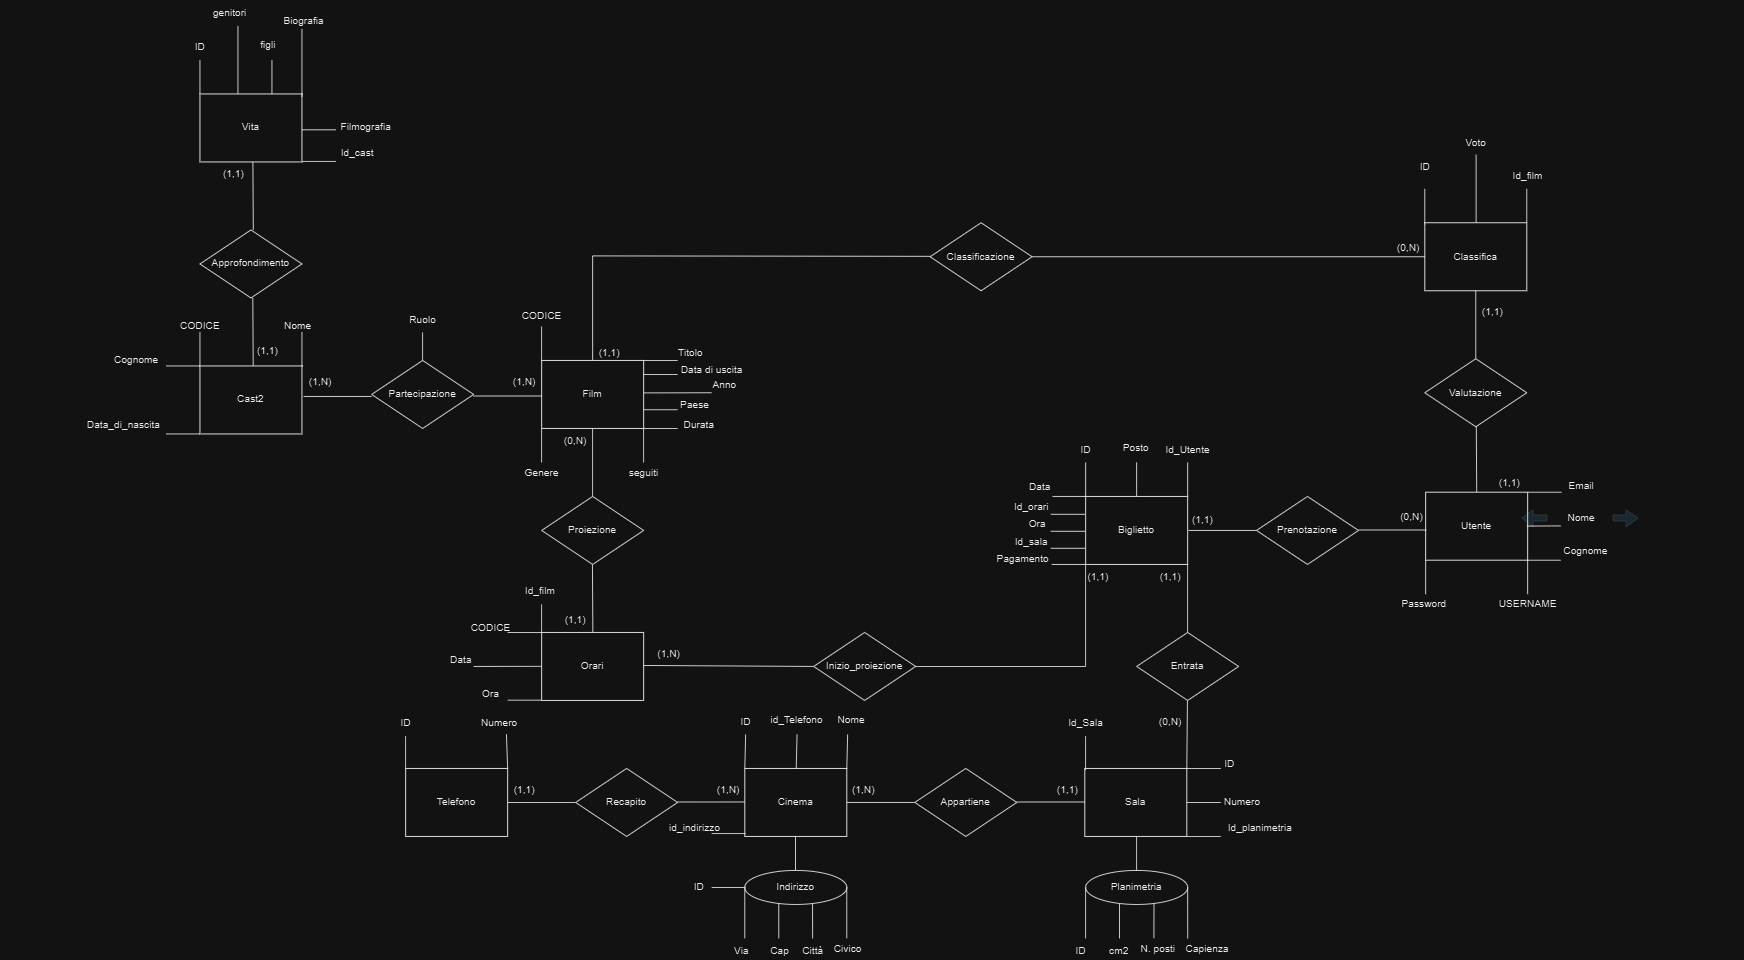 genitori
Biografia
ID
figli
Vita
Filmografia
Id_cast
(1,1)
Voto
ID
Id_film
(0,N)
Classifica
Classificazione
Approfondimento
(1,1)
CODICE
Nome
(1,1)
Cognome
Cast2
(1,N)
Data_di_nascita
Ruolo
Partecipazione
CODICE
(1,N)
(1,1)
Film
Titolo
Data di uscita
Anno
Paese
Durata
(0,N)
Genere
seguiti
Valutazione
ID
Posto
Id_Utente
Data
Id_orari
Ora
Id_sala
Pagamento
Biglietto
(1,1)
(1,1)
(1,1)
Prenotazione
(0,N)
(1,1)
Utente
Email
Nome
Cognome
Password
USERNAME
Proiezione
Id_film
(1,1)
CODICE
Data
Ora
Orari
(1,N)
Inizio_proiezione
Entrata
(0,N)
ID
Numero
Telefono
(1,1)
Recapito
ID
id_Telefono
Nome
(1,N)
Cinema
(1,N)
id_indirizzo
Appartiene
Id_Sala
(1,1)
Sala
ID
Numero
Id_planimetria
ID
Indirizzo
Via
Cap
Città
Civico
Planimetria
ID
cm2
N. posti
Capienza